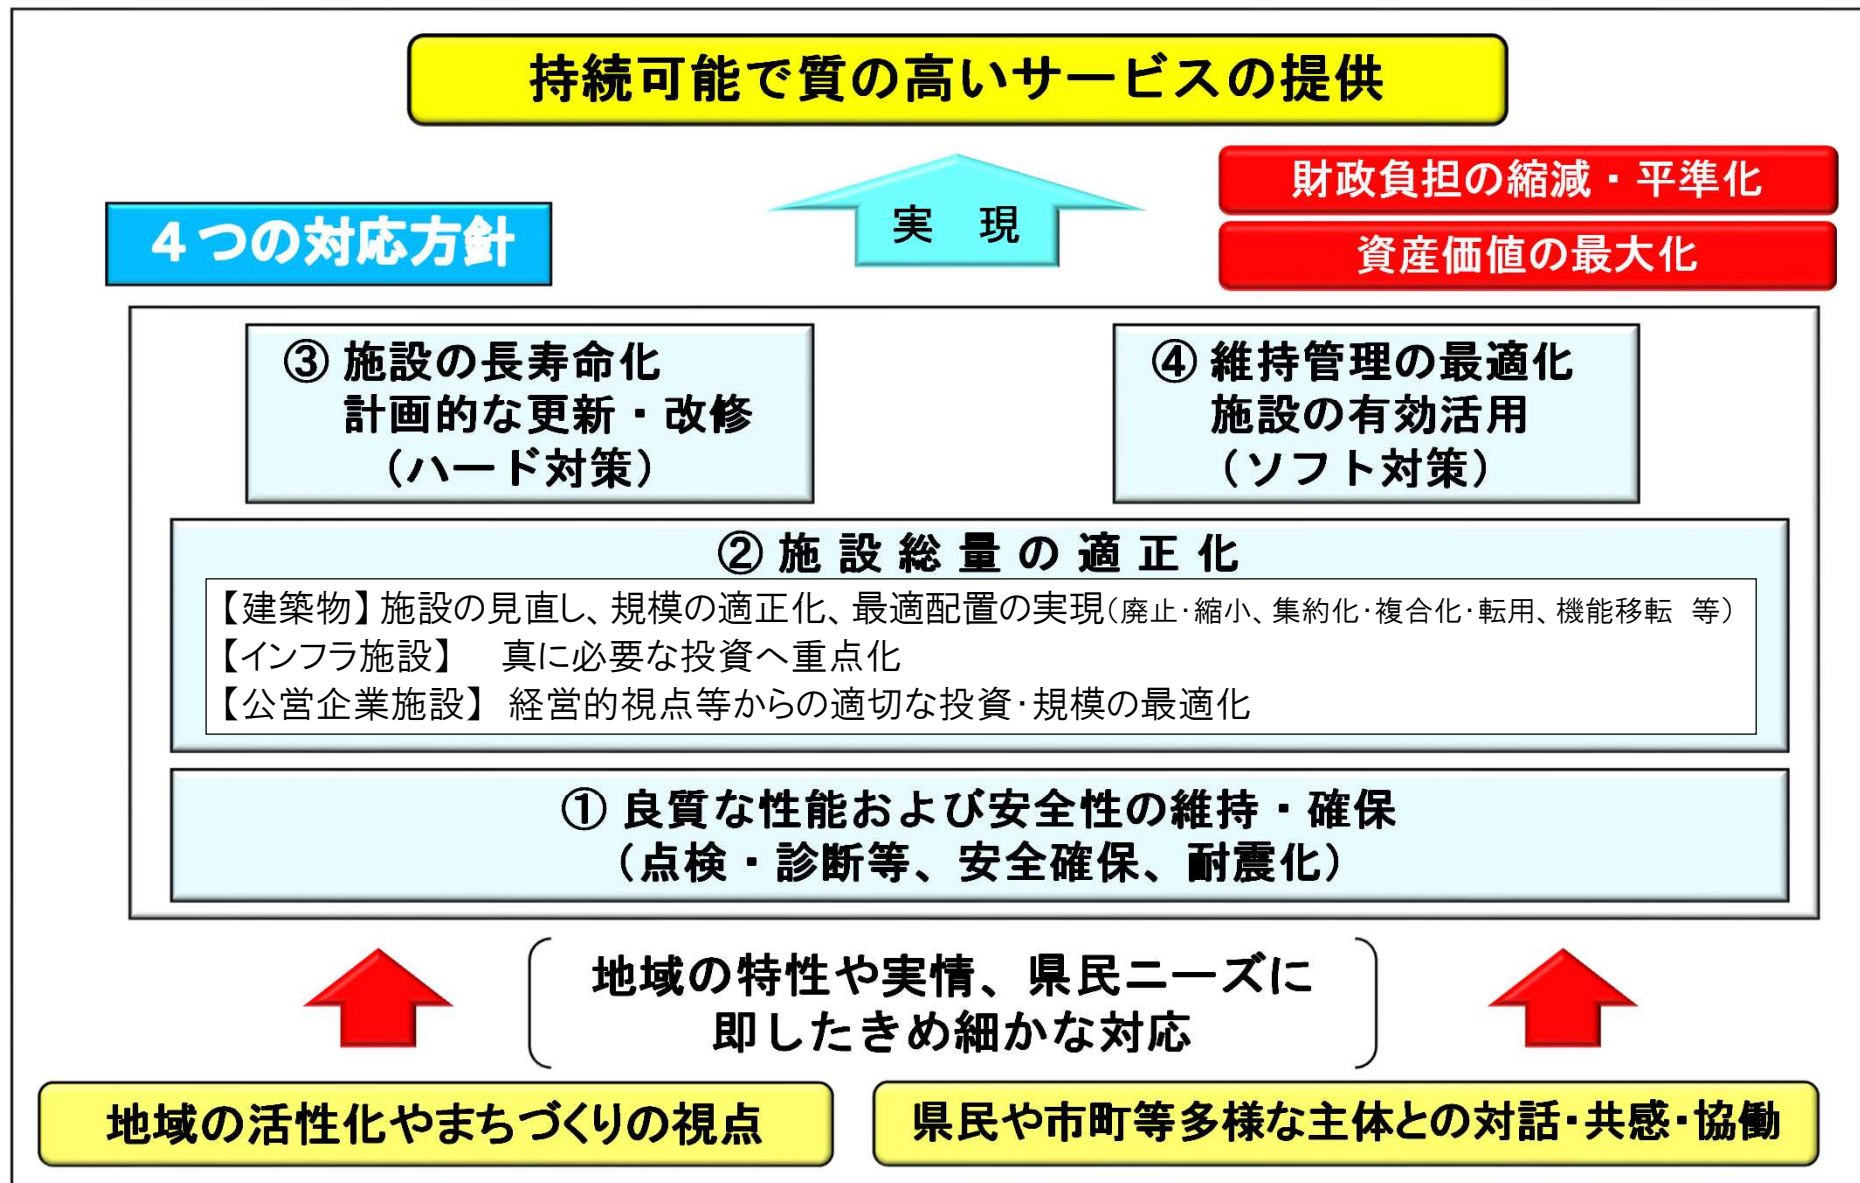 持続可能で質の高いサービスの提供
実　現
財政負担の縮減・平準化
資産価値の最大化
４つの対応方針
③ 施設の長寿命化
計画的な更新・改修
（ハード対策）
④ 維持管理の最適化
施設の有効活用
（ソフト対策）
② 施 設 総 量 の 適 正 化
【建築物】施設の見直し、規模の適正化、最適配置の実現（廃止・縮小、集約化・複合化・転用、機能移転　等）
【インフラ施設】　真に必要な投資へ重点化
【公営企業施設】　経営的視点等からの適切な投資・規模の最適化
① 良質な性能および安全性の維持・確保
（点検・診断等、安全確保、耐震化）
地域の特性や実情、県民ニーズに
即したきめ細かな対応
地域の活性化やまちづくりの視点
県民や市町等多様な主体との対話・共感・協働